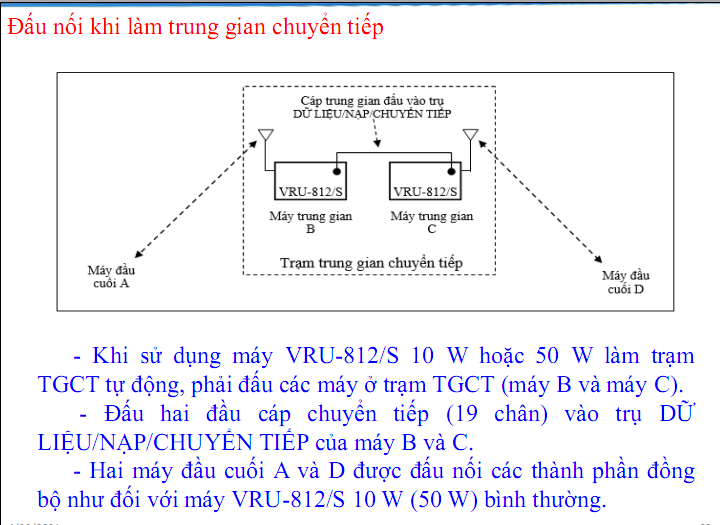 Đấu nối khi làm trung gian chuyển tiếp
Cáp trung gian đấu vào trụ
DỮ LIỆU/NẠP/CHUYỂN TIẾP
VRU-812/S
VRU-812/S
Máy trung gian
B
Máy trung gian
C
Trạm trung gian chuyển tiếp
Máy đầu
cuối A
Máy đầu
cuối D
- Khi sử dụng máy VRU-812/S 10 W hoặc 50 W làm trạm
TGCT tự động, phải đấu các máy ở trạm TGCT (máy B và máy C).
- Đấu hai đầu cáp chuyển tiếp (19 chân) vào trụ DỮ
LIỆU/NẠP/CHUYỂN TIẾP của máy B và C.
- Hai máy đầu cuối A và D được đấu nối các thành phần đồng
bộ như đối với máy VRU-812/S 10 W (50 W) bình thường.